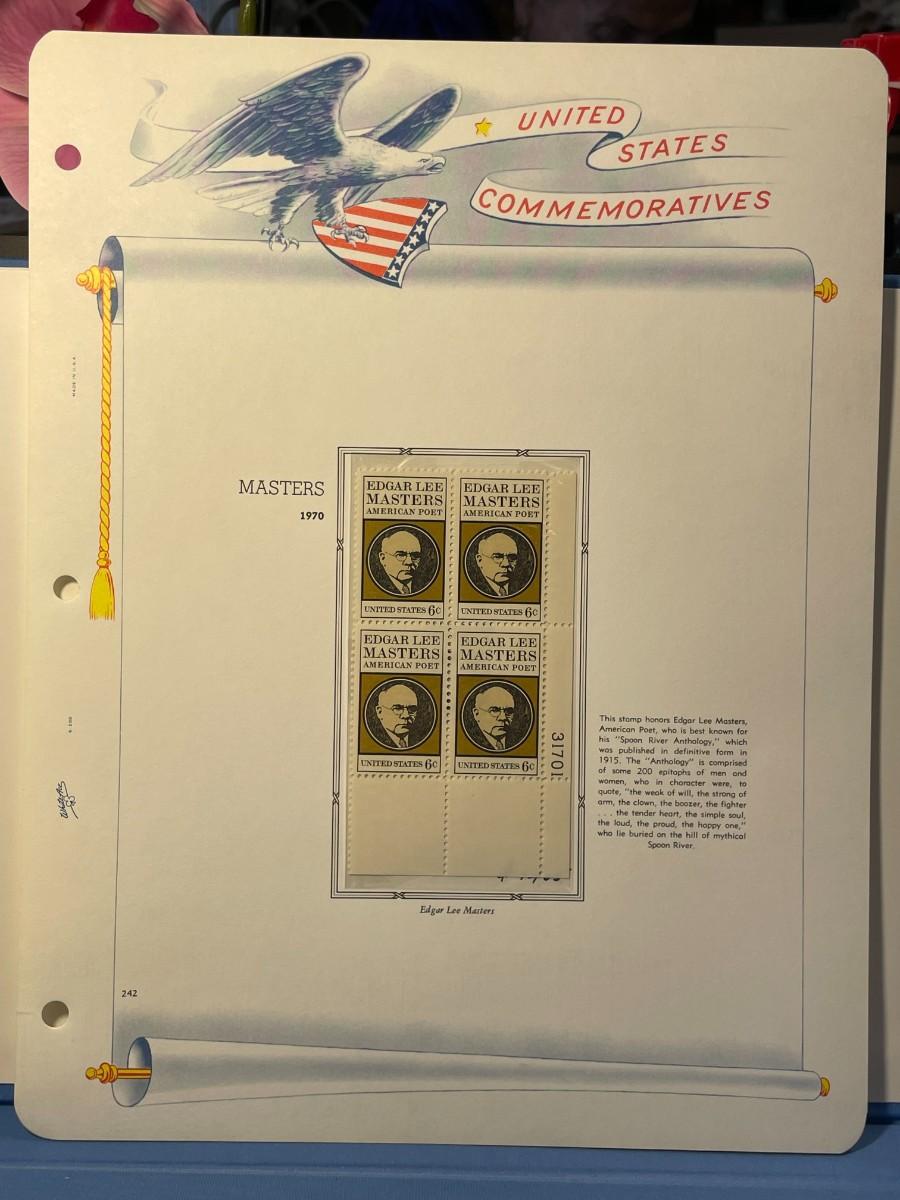 UNITED
STATES
COMMEMORATIVES
MADE IN U.S.A.
MASTERS
1970
EDGAR LEE
MASTERS
AMERICAN POET
UNITED STATES 6c
EDGAR LEE
MASTERS
AMERICAN POET
UNITED STATES 6c
EDGAR LEE
MASTERS
AMERICAN POET
UNITED STATES 6c
EDGAR LEE
MASTERS
AMERICAN POET
UNITED STATES 6c
31701
This stamp honors Edgar Lee Masters,
American Poet, who is best known for
his "Spoon River Anthology," which
was published in definitive form in
1915. The "Anthology" is comprised
of some 200 epitaphs of men and
women, who in character were, to
quote, "the weak of will, the strong of
arm, the clown, the boozer, the fighter
. . . the tender heart, the simple soul,
the loud, the proud, the happy one,"
who lie buried on the hill of mythical
Spoon River.
Edgar Lee Masters
242